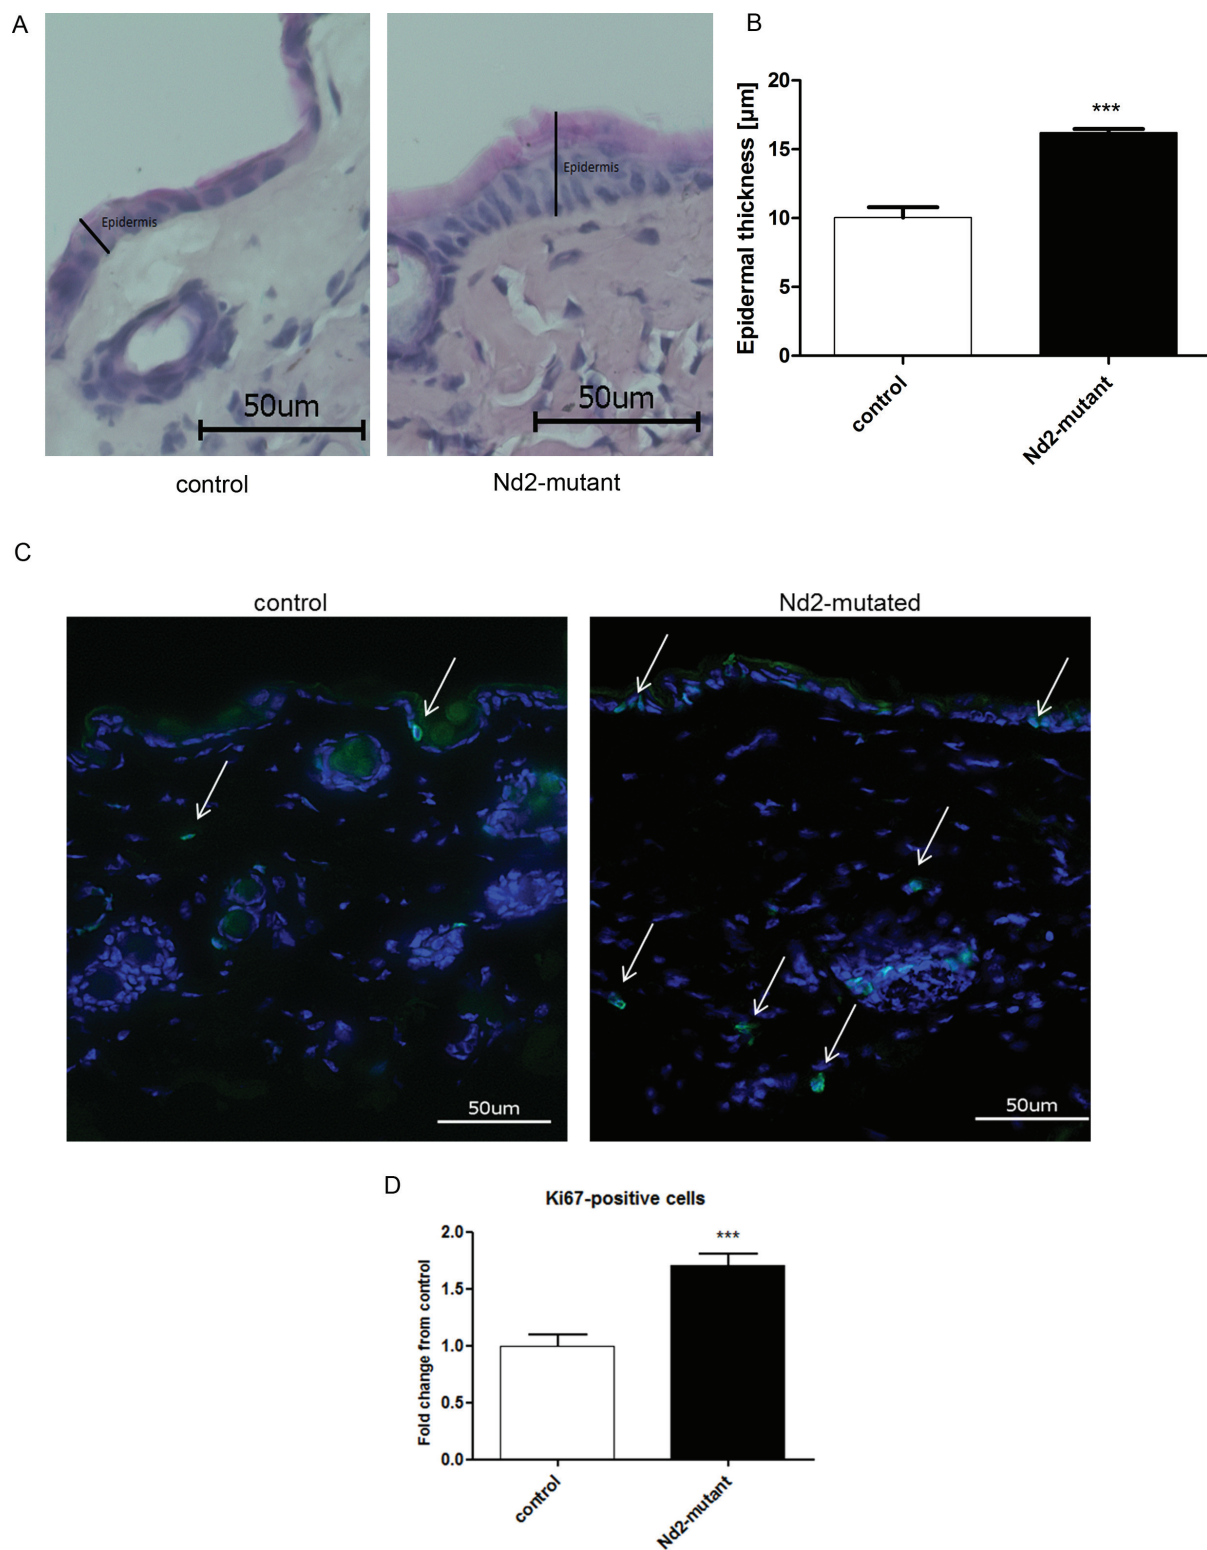 A
B
Epidermis
Epidermis
50um
50um
control
Nd2-mutant
Epidermal thickness [µm]
20
15
10
5
0
***
control
Nd2-mutant
C
control
Nd2-mutated
50um
50um
D
Ki67-positive cells
Fold change from control
2.0
1.5
1.0
0.5
0.0
***
control
Nd2-mutant